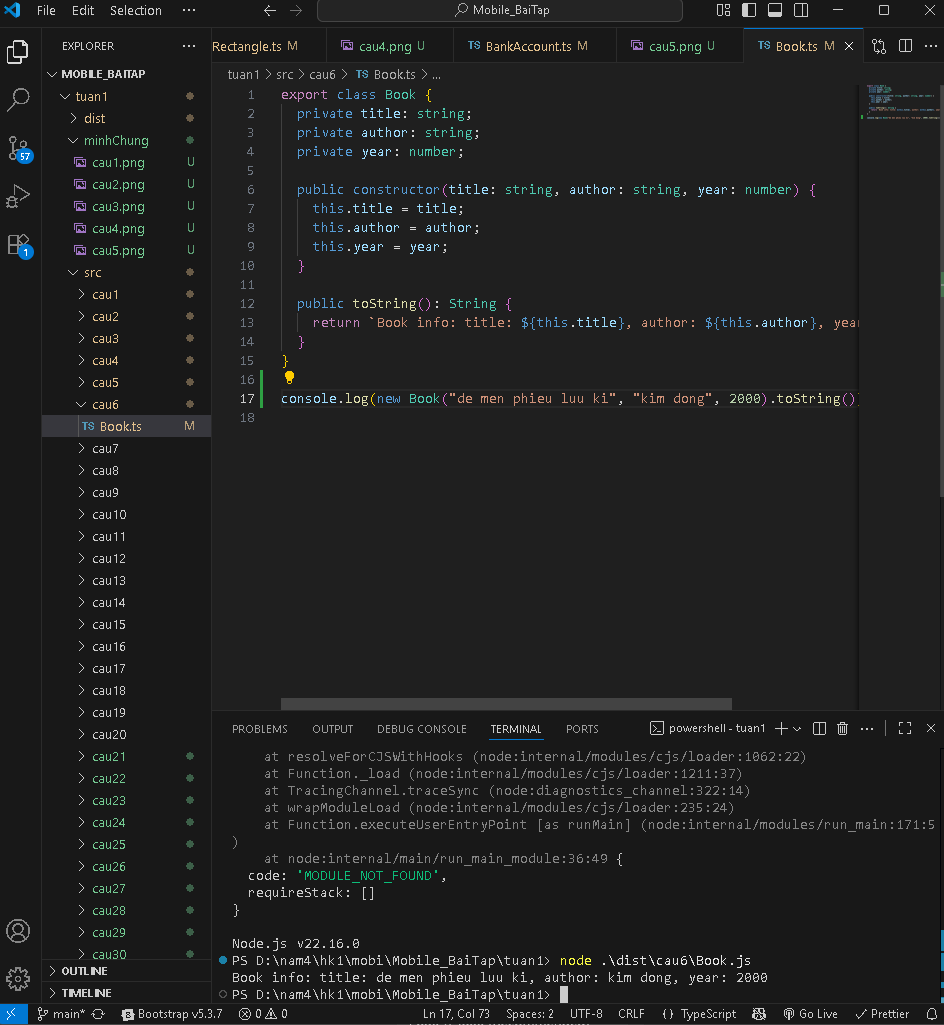 File Edit Selection ··· Mobile_BaiTap
EXPLORER ···
MOBILE_BAITAP
tuan1
dist
minhChung
cau1.png U
cau2.png U
cau3.png U
cau4.png U
cau5.png U
src
cau1
cau2
cau3
cau4
cau5
cau6
TS Book.ts M
cau7
cau8
cau9
cau10
cau11
cau12
cau13
cau14
cau15
cau16
cau17
cau18
cau19
cau20
cau21
cau22
cau23
cau24
cau25
cau26
cau27
cau28
cau29
cau30
OUTLINE
TIMELINE
57
1
Rectangle.ts M cau4.png U TS BankAccount.ts M cau5.png U TS Book.ts M
tuan1 > src > cau6 > TS Book.ts > ...
1 export class Book {
2 private title: string;
3 private author: string;
4 private year: number;
5
6 public constructor(title: string, author: string, year: number) {
7 this.title = title;
8 this.author = author;
9 this.year = year;
10 }
11
12 public toString(): String {
13 return `Book info: title: ${this.title}, author: ${this.author}, yea
14 }
15 }
16
17 console.log(new Book("de men phieu luu ki", "kim dong", 2000).toString()
18
PROBLEMS OUTPUT DEBUG CONSOLE TERMINAL PORTS powershell - tuan1
at resolveForCJSWithHooks (node:internal/modules/cjs/loader:1062:22)
at Function._load (node:internal/modules/cjs/loader:1211:37)
at TracingChannel.traceSync (node:diagnostics_channel:322:14)
at wrapModuleLoad (node:internal/modules/cjs/loader:235:24)
at Function.executeUserEntryPoint [as runMain] (node:internal/modules/run_main:171:5
)
at node:internal/main/run_main_module:36:49 {
code: 'MODULE_NOT_FOUND',
requireStack: []
}
Node.js v22.16.0
PS D:\nam4\hk1\mobi\Mobile_BaiTap\tuan1> node .\dist\cau6\Book.js
Book info: title: de men phieu luu ki, author: kim dong, year: 2000
PS D:\nam4\hk1\mobi\Mobile_BaiTap\tuan1>
main* Bootstrap v5.3.7 0 0 Ln 17, Col 73 Spaces: 2 UTF-8 CRLF {} TypeScript Go Live Prettier